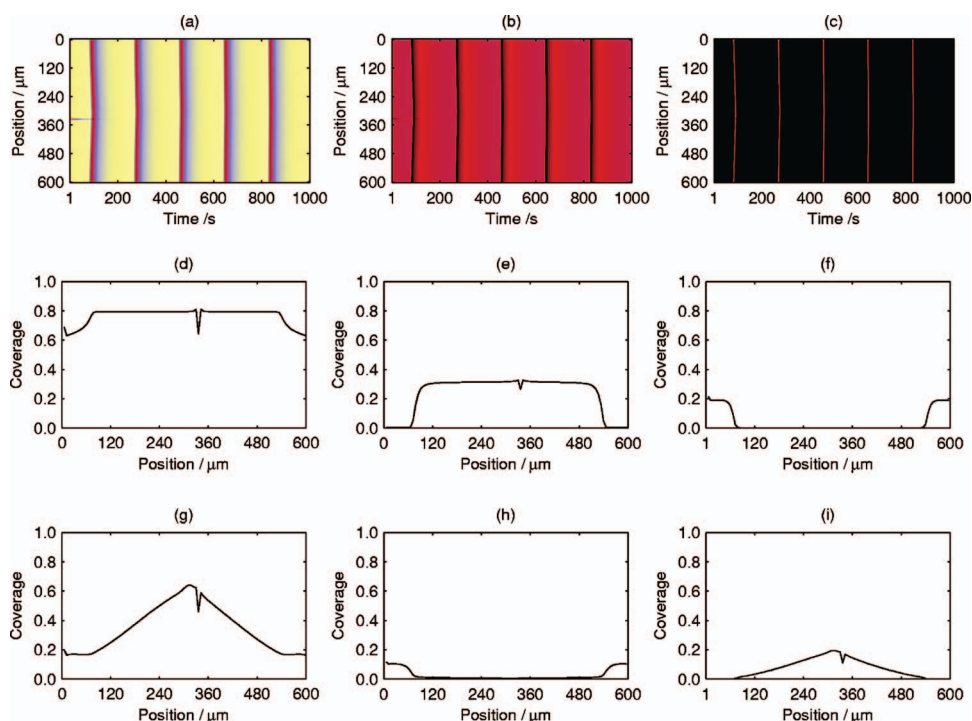 (a) (b) (c)
0 0 0
120 120 120
240 240 240
360 360 360
480 480 480
600 600 600
Position / μm Position / μm Position / μm
1 200 400 600 800 1000 1 200 400 600 800 1000 1 200 400 600 800 1000
Time /s Time /s Time /s
(d) (e) (f)
1.0 1.0 1.0
0.8 0.8 0.8
0.6 0.6 0.6
0.4 0.4 0.4
0.2 0.2 0.2
0.0 0.0 0.0
Coverage Coverage Coverage
0 120 240 360 480 600 0 120 240 360 480 600 1 120 240 360 480 600
Position / μm Position / μm Position / μm
(g) (h) (i)
1.0 1.0 1.0
0.8 0.8 0.8
0.6 0.6 0.6
0.4 0.4 0.4
0.2 0.2 0.2
0.0 0.0 0.0
Coverage Coverage Coverage
0 120 240 360 480 600 0 120 240 360 480 600 1 120 240 360 480 600
Position / μm Position / μm Position / μm